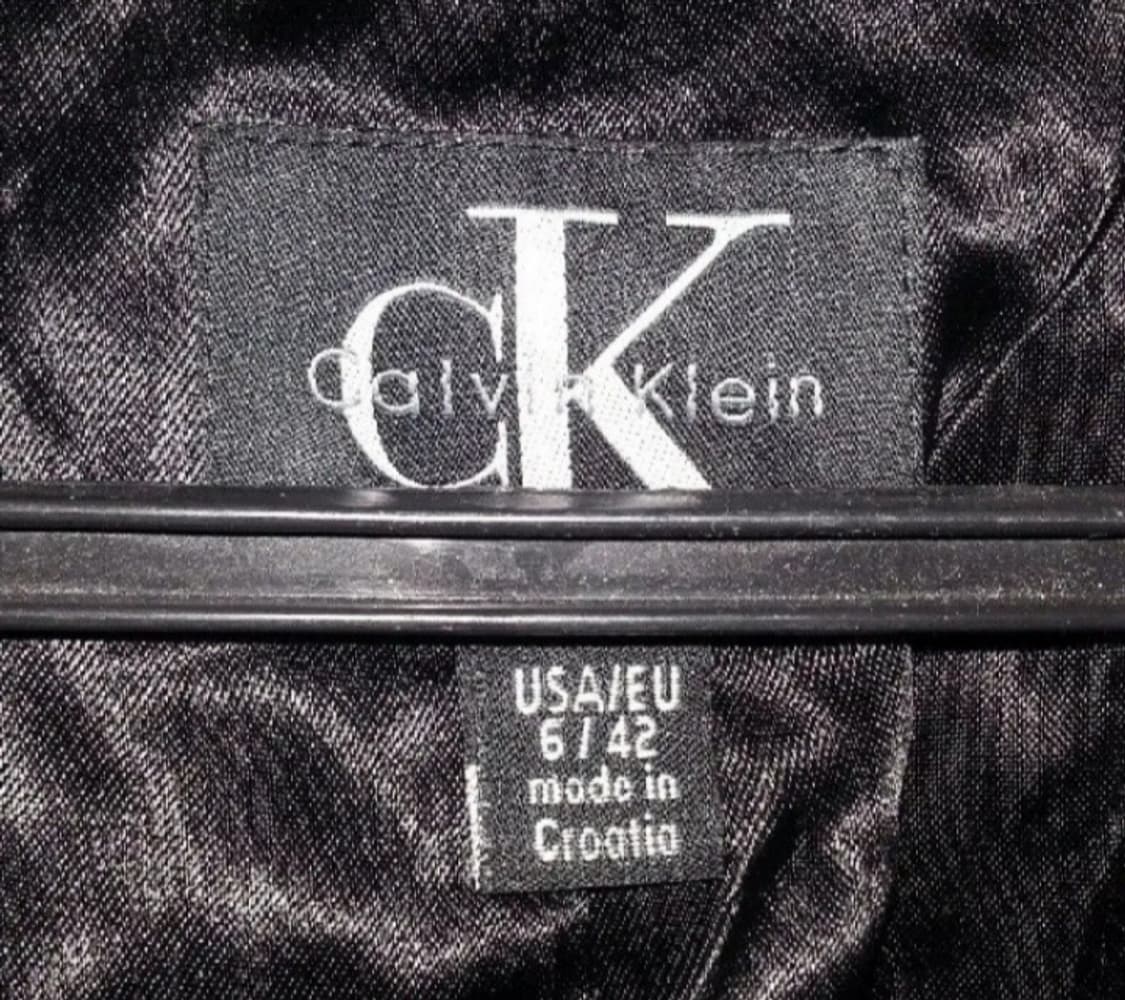 cK
Calvin Klein
USA/EU
6/42
made in
Croatia